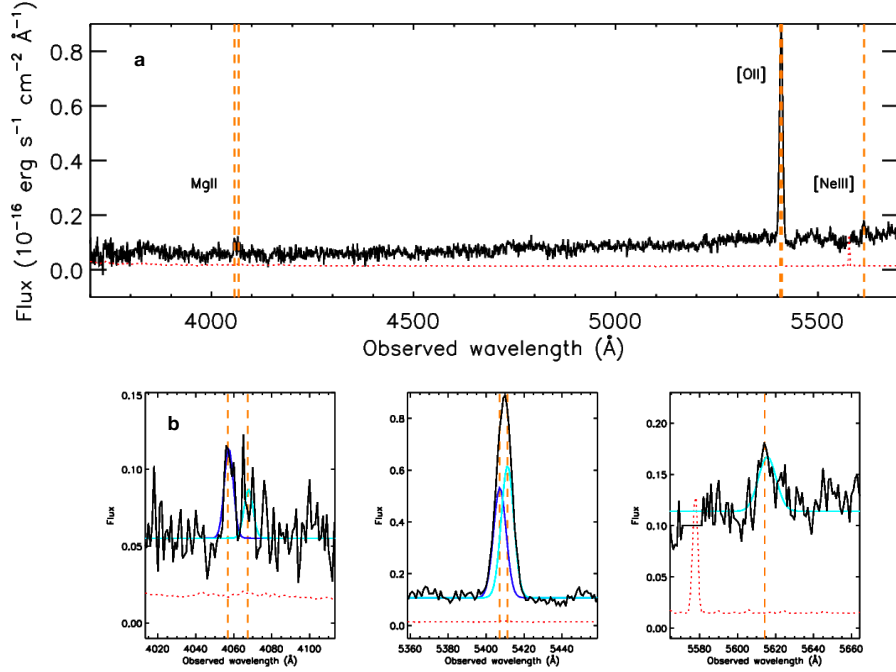 a
[OII]
MgII
[NeIII]
0.8
0.6
0.4
0.2
0.0
Flux (10⁻¹⁶ erg s⁻¹ cm⁻² Å⁻¹)
4000 4500 5000 5500
Observed wavelength (Å)
b
0.15
0.10
0.05
0.00
Flux
4020 4040 4060 4080 4100
Observed wavelength (Å)
0.8
0.6
0.4
0.2
0.0
Flux
5360 5380 5400 5420 5440
Observed wavelength (Å)
0.20
0.15
0.10
0.05
0.00
Flux
5580 5600 5620 5640 5660
Observed wavelength (Å)